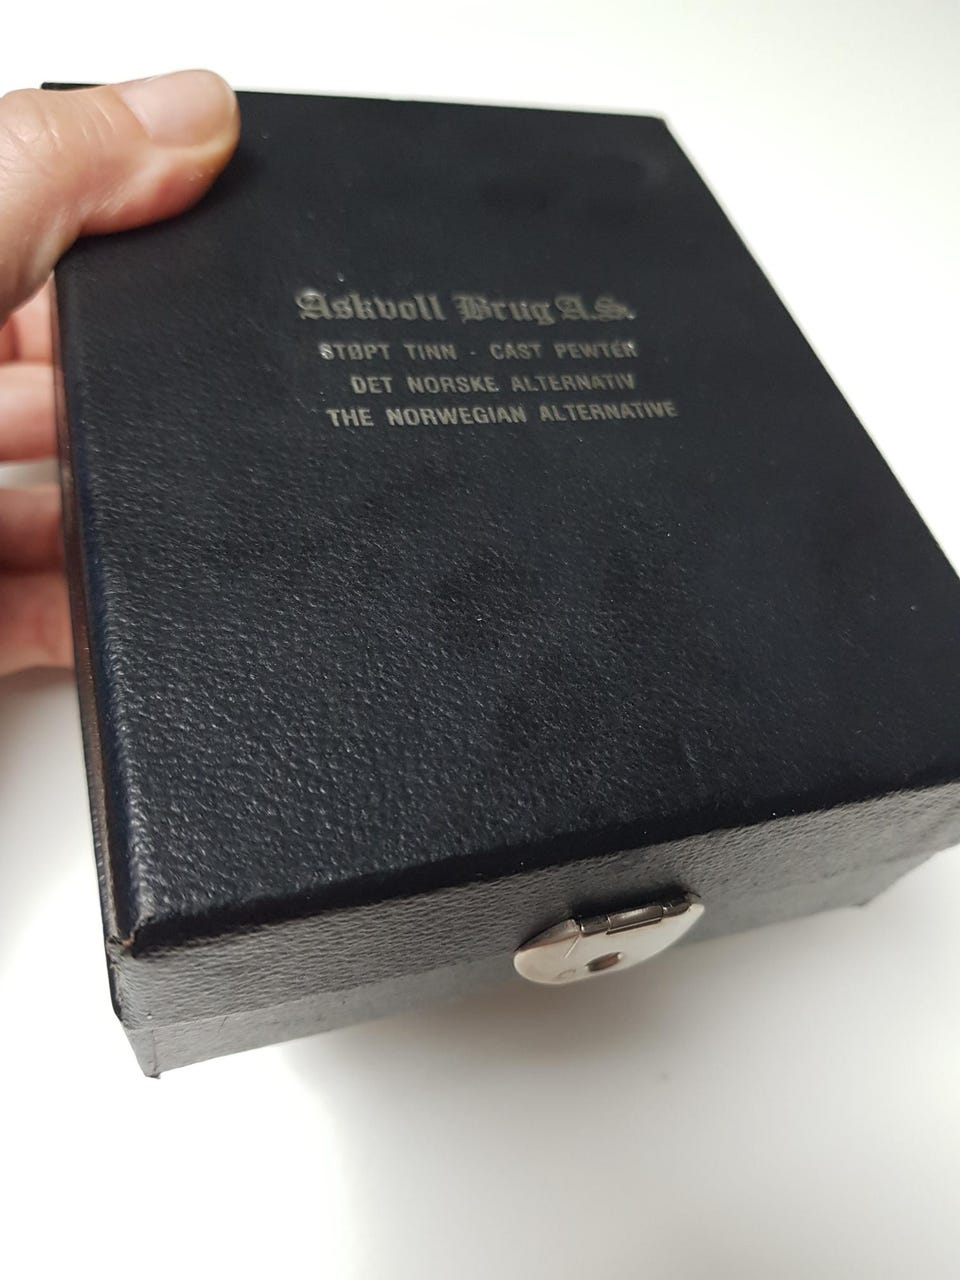 Askvoll Brug A.S.
STØPT TINN - CAST PEWTER
DET NORSKE ALTERNATIV
THE NORWEGIAN ALTERNATIVE